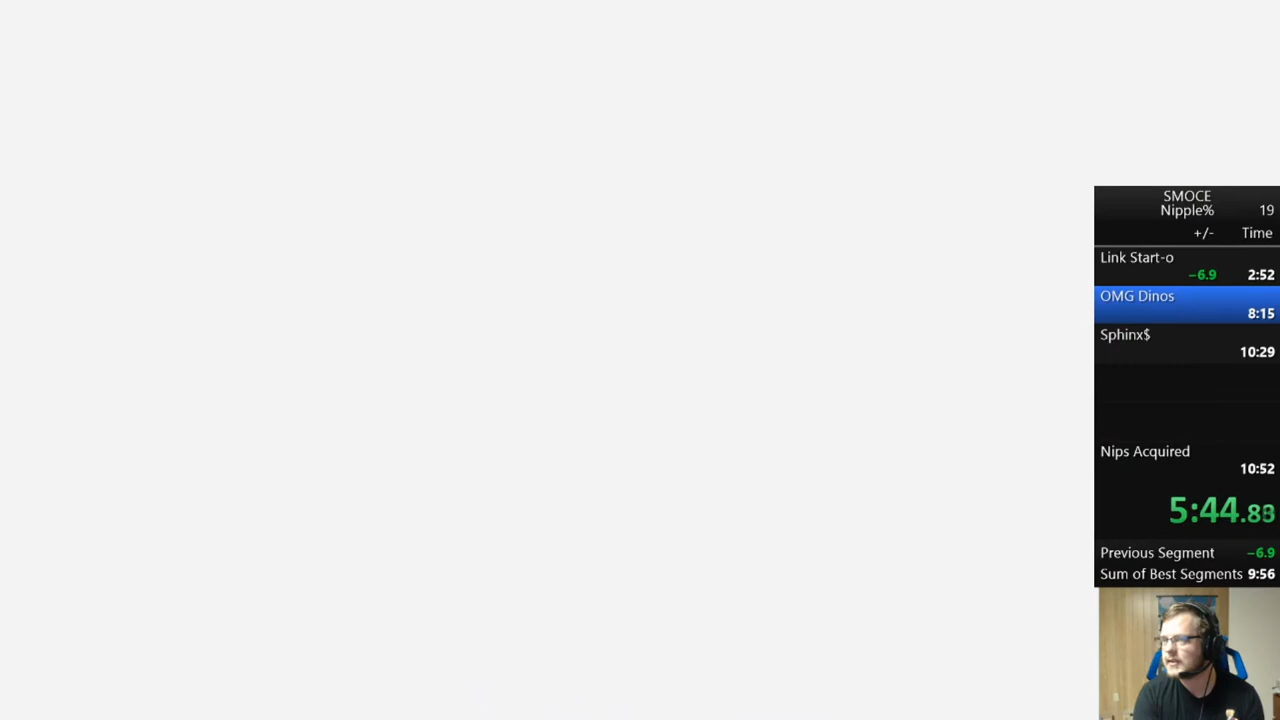 SMOCE
Nipple% 19
+/- Time
Link Start-o
−6.9 2:52
OMG Dinos
8:15
Sphinx$
10:29
Nips Acquired
10:52
5:44.88
Previous Segment −6.9
Sum of Best Segments 9:56